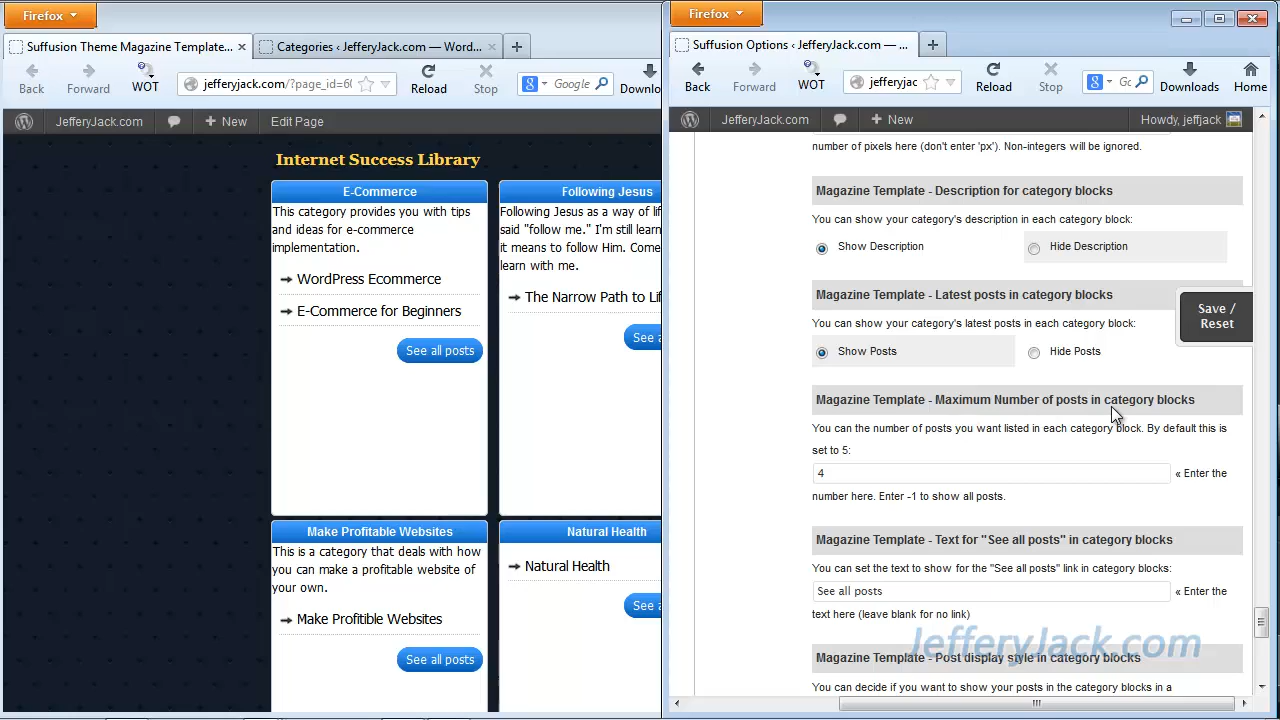 Firefox
Suffusion Theme Magazine Template...
Categories ‹ JefferyJack.com — Word...
Back
Forward
WOT
jefferyjack.com/?page_id=6
Reload
Stop
Google
Downlo
JefferyJack.com
New
Edit Page
Internet Success Library
E-Commerce
This category provides you with tips
and ideas for e-commerce
implementation.
WordPress Ecommerce
E-Commerce for Beginners
See all posts
Following Jesus
Following Jesus as a way of lif
said "follow me." I'm still learn
it means to follow Him. Come
learn with me.
The Narrow Path to Lif
See a
Make Profitable Websites
This is a category that deals with how
you can make a profitable website of
your own.
Make Profitible Websites
See all posts
Natural Health
Natural Health
See a
Firefox
Suffusion Options ‹ JefferyJack.com — ...
Back
Forward
WOT
jefferyjac
Reload
Stop
Gc
Downloads
Home
JefferyJack.com
New
Howdy, jeffjack
number of pixels here (don't enter 'px'). Non-integers will be ignored.
Magazine Template - Description for category blocks
You can show your category's description in each category block:
Show Description
Hide Description
Magazine Template - Latest posts in category blocks
Save /
Reset
You can show your category's latest posts in each category block:
Show Posts
Hide Posts
Magazine Template - Maximum Number of posts in category blocks
You can the number of posts you want listed in each category block. By default this is
set to 5:
4
« Enter the
number here. Enter -1 to show all posts.
Magazine Template - Text for "See all posts" in category blocks
You can set the text to show for the "See all posts" link in category blocks:
See all posts
« Enter the
text here (leave blank for no link)
JefferyJack.com
Magazine Template - Post display style in category blocks
You can decide if you want to show your posts in the category blocks in a